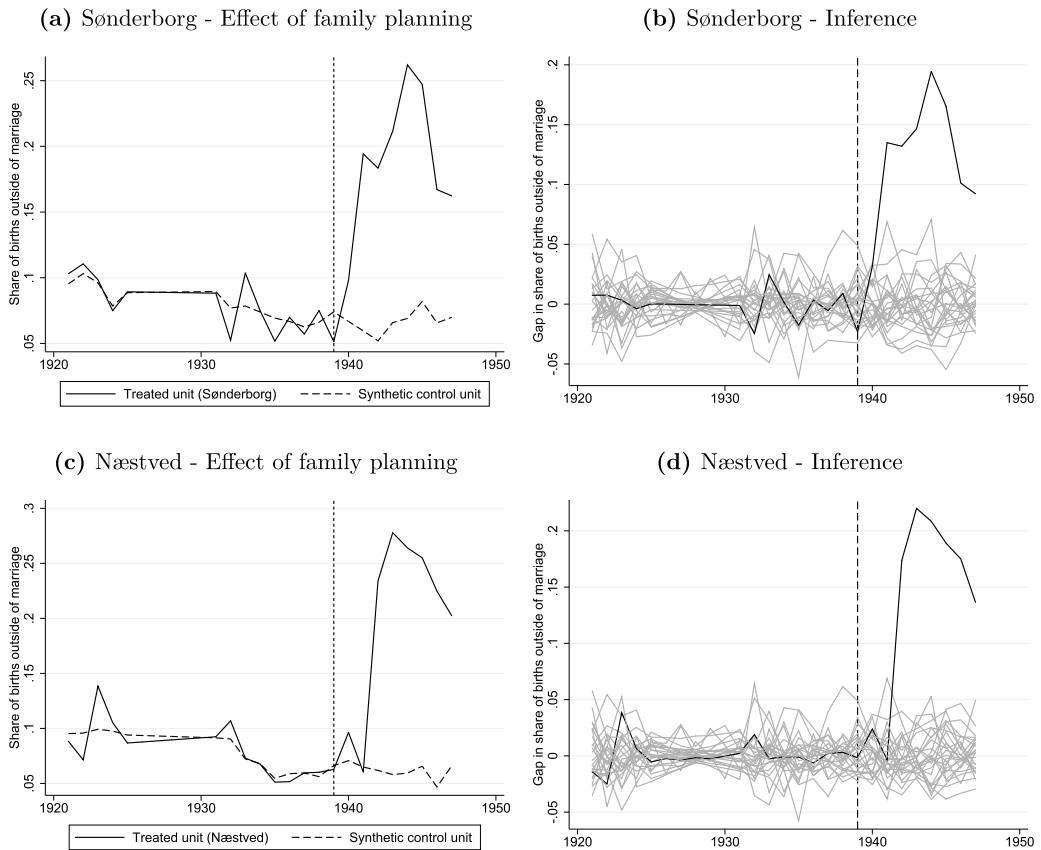 (a) Sønderborg - Effect of family planning
Share of births outside of marriage
.25
.2
.15
.1
.05
1920 1930 1940 1950
Treated unit (Sønderborg) Synthetic control unit
(b) Sønderborg - Inference
Gap in share of births outside of marriage
.2
.15
.1
.05
0
-.05
1920 1930 1940 1950
(c) Næstved - Effect of family planning
Share of births outside of marriage
.3
.25
.2
.15
.1
.05
1920 1930 1940 1950
Treated unit (Næstved) Synthetic control unit
(d) Næstved - Inference
Gap in share of births outside of marriage
.2
.15
.1
.05
0
-.05
1920 1930 1940 1950